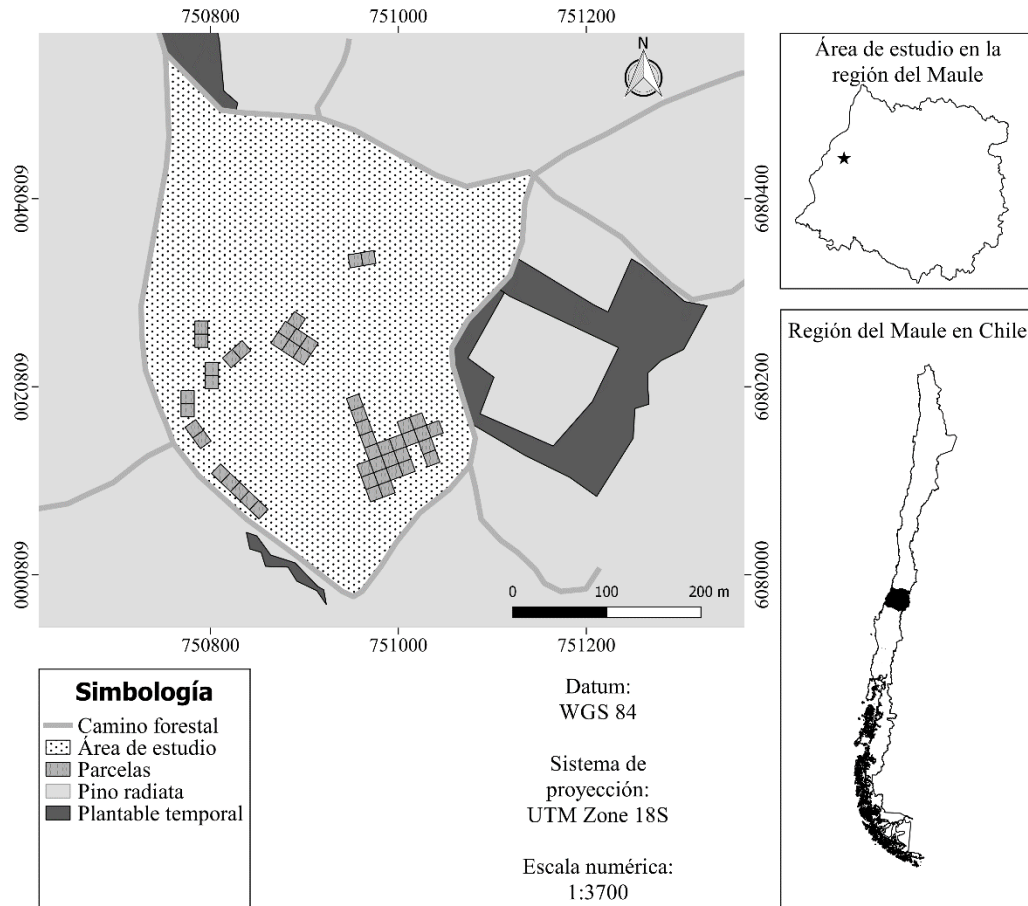 750800
751000
751200
N
6080400
6080200
6080000
6080400
6080200
6080000
0
100
200 m
750800
751000
751200
Área de estudio en la
región del Maule
Región del Maule en Chile
Simbología
Camino forestal
Área de estudio
Parcelas
Pino radiata
Plantable temporal
Datum:
WGS 84
Sistema de
proyección:
UTM Zone 18S
Escala numérica:
1:3700